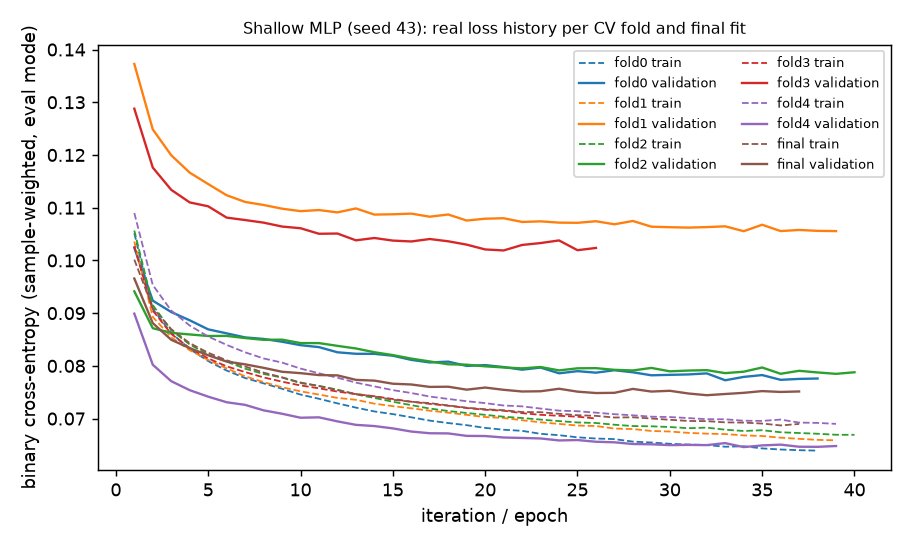 Shallow MLP (seed 43): real loss history per CV fold and final fit
binary cross-entropy (sample-weighted, eval mode)
0.14
0.13
0.12
0.11
0.10
0.09
0.08
0.07
fold0 train
fold0 validation
fold1 train
fold1 validation
fold2 train
fold2 validation
fold3 train
fold3 validation
fold4 train
fold4 validation
final train
final validation
0 5 10 15 20 25 30 35 40
iteration / epoch